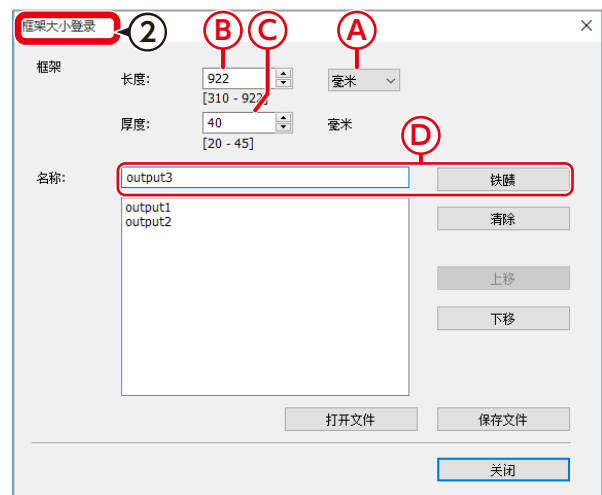 框架大小登录
2
B
C
A
框架
长度:
922
毫米
[310 - 922]
厚度:
40
毫米
[20 - 45]
D
名称:
output3
铁赜
output1
output2
清除
上移
下移
打开文件
保存文件
关闭